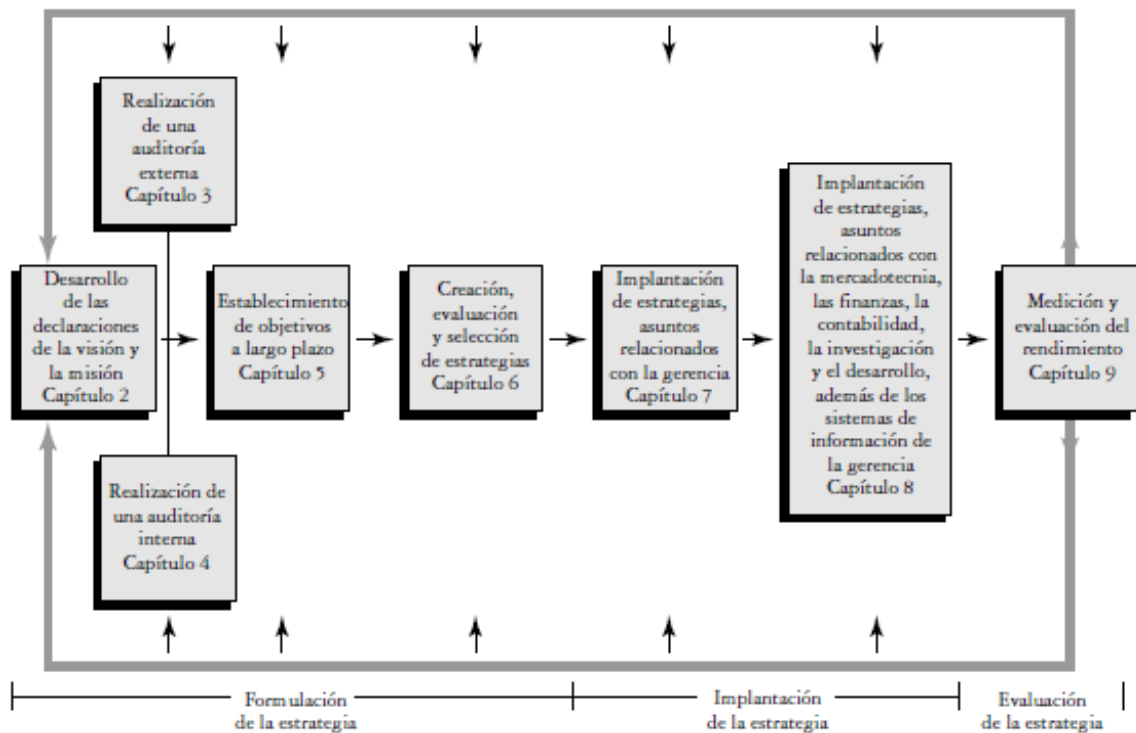 Realización
de una
auditoría
externa
Capítulo 3
Desarrollo
de las
declaraciones
de la visión y
la misión
Capítulo 2
Realización de
una auditoría
interna
Capítulo 4
Establecimiento
de objetivos
a largo plazo
Capítulo 5
Creación,
evaluación
y selección
de estrategias
Capítulo 6
Implantación
de estrategias,
asuntos
relacionados
con la gerencia
Capítulo 7
Implantación
de estrategias,
asuntos
relacionados con
la mercadotecnia,
las finanzas, la
contabilidad,
la investigación
y el desarrollo,
además de los
sistemas de
información de
la gerencia
Capítulo 8
Medición y
evaluación del
rendimiento
Capítulo 9
Formulación
de la estrategia
Implantación
de la estrategia
Evaluación
de la estrategia